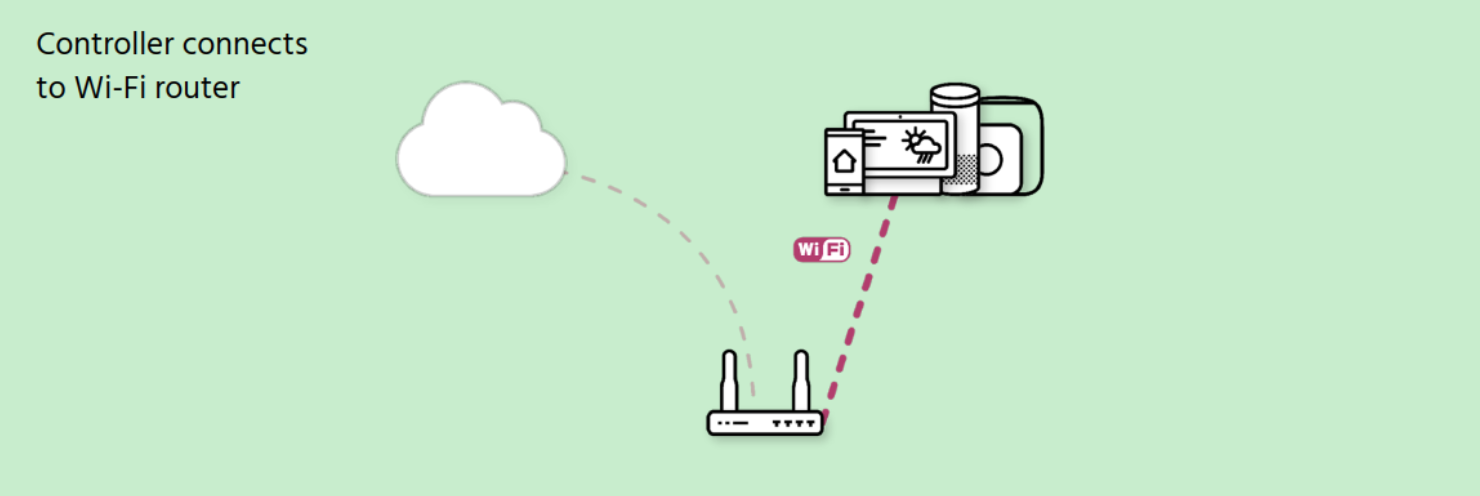 Controller connects
to Wi-Fi router
Wi Fi